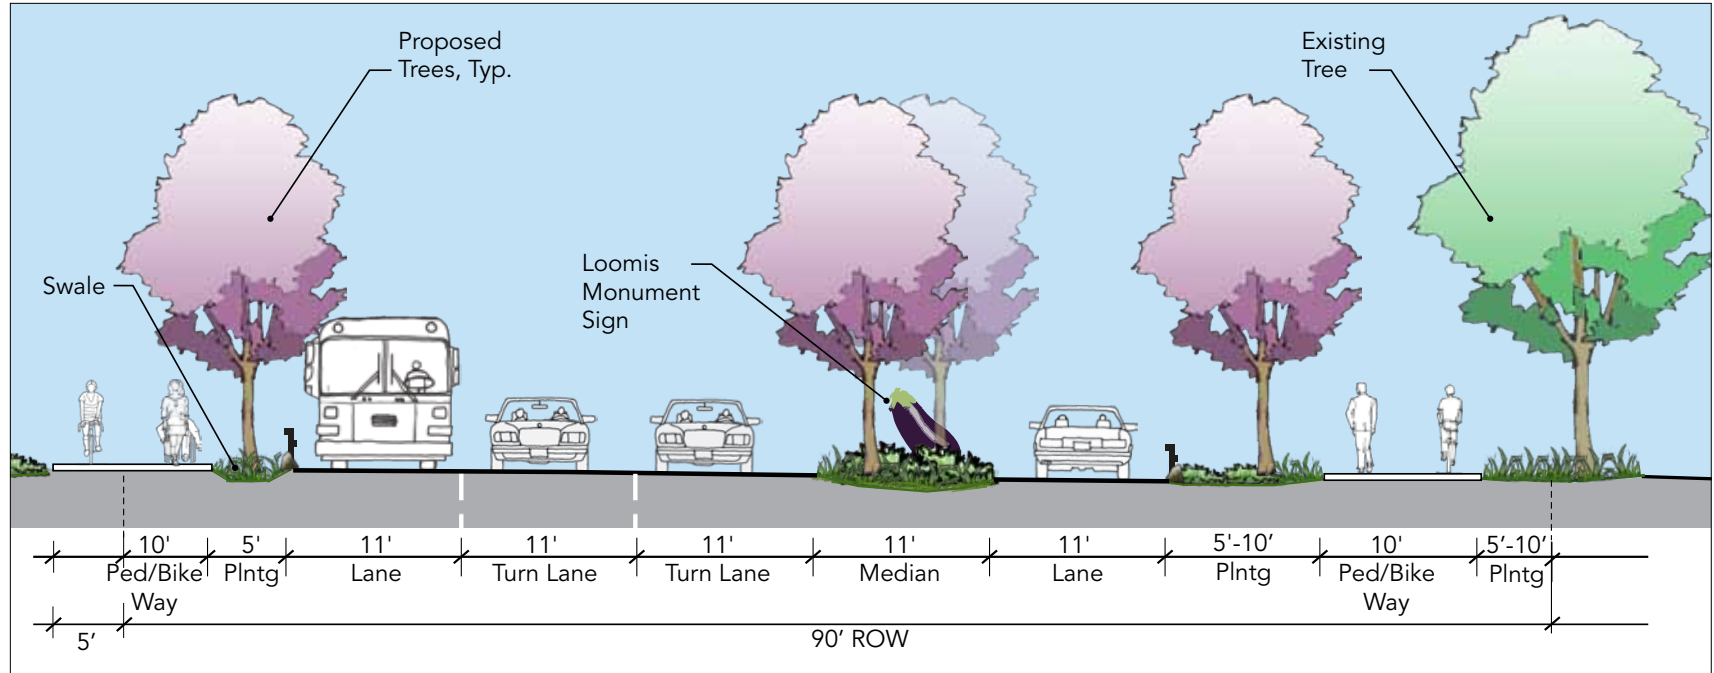 Proposed
Trees, Typ.
Existing
Tree
Swale
Loomis
Monument
Sign
10' 5' 11' 11' 11' 11' 11' 5'-10’ 10' 5’-10’
Ped/Bike Plntg Lane Turn Lane Turn Lane Median Lane Plntg Ped/Bike Plntg
Way Way
5’ 90’ ROW